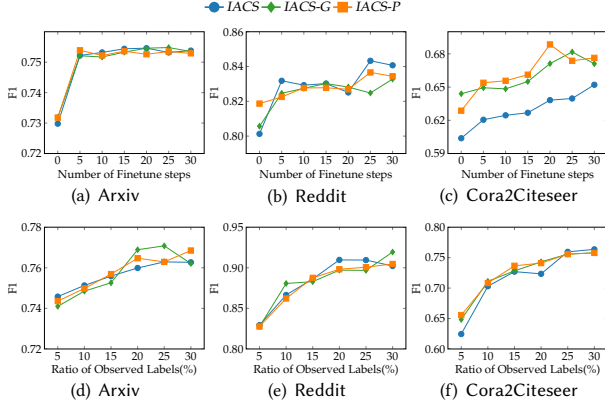 IACS IACS-G IACS-P
F1
0.75
0.74
0.73
0.72
0 5 10 15 20 25 30
Number of Finetune steps
(a) Arxiv
F1
0.86
0.84
0.82
0.80
0 5 10 15 20 25 30
Number of Finetune steps
(b) Reddit
F1
0.68
0.65
0.62
0.59
0 5 10 15 20 25 30
Number of Finetune steps
(c) Cora2Citeseer
F1
0.78
0.76
0.74
0.72
5 10 15 20 25 30
Ratio of Observed Labels(%)
(d) Arxiv
F1
0.95
0.90
0.85
0.80
5 10 15 20 25 30
Ratio of Observed Labels(%)
(e) Reddit
F1
0.80
0.75
0.70
0.65
0.60
5 10 15 20 25 30
Ratio of Observed Labels(%)
(f) Cora2Citeseer